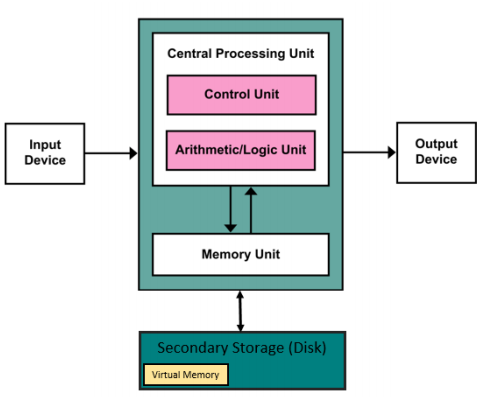 Central Processing Unit
Control Unit
Input
Device
Arithmetic/Logic Unit
Output
Device
Memory Unit
Secondary Storage (Disk)
Virtual Memory